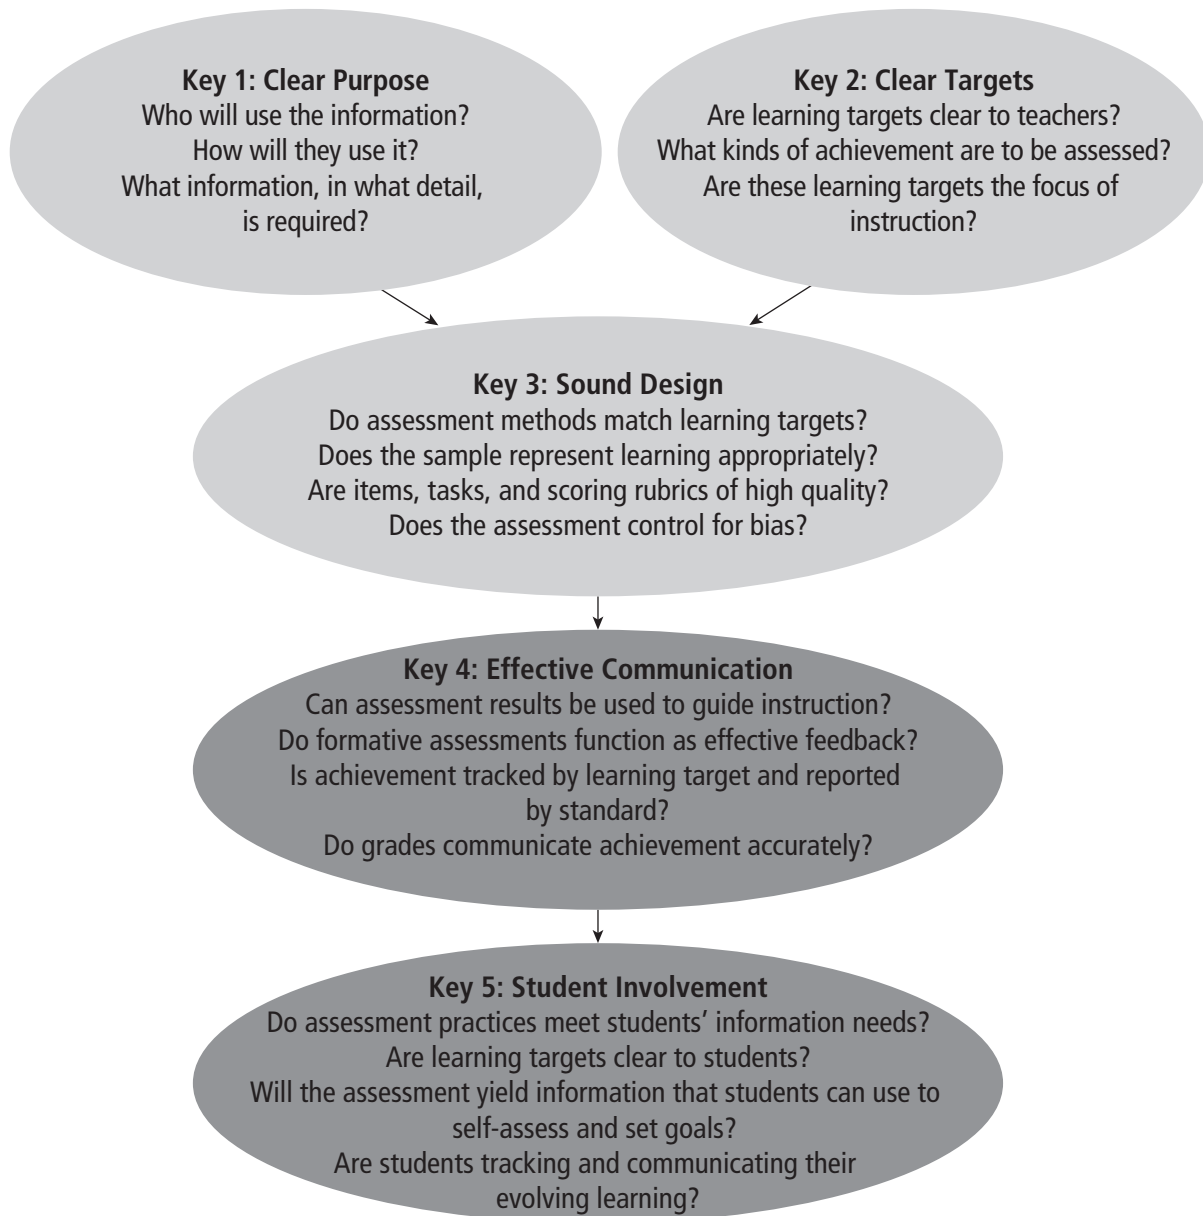 Key 1: Clear Purpose
Who will use the information?
How will they use it?
What information, in what detail,
is required?
Key 2: Clear Targets
Are learning targets clear to teachers?
What kinds of achievement are to be assessed?
Are these learning targets the focus of
instruction?
Key 3: Sound Design
Do assessment methods match learning targets?
Does the sample represent learning appropriately?
Are items, tasks, and scoring rubrics of high quality?
Does the assessment control for bias?
Key 4: Effective Communication
Can assessment results be used to guide instruction?
Do formative assessments function as effective feedback?
Is achievement tracked by learning target and reported
by standard?
Do grades communicate achievement accurately?
Key 5: Student Involvement
Do assessment practices meet students’ information needs?
Are learning targets clear to students?
Will the assessment yield information that students can use to
self-assess and set goals?
Are students tracking and communicating their
evolving learning?